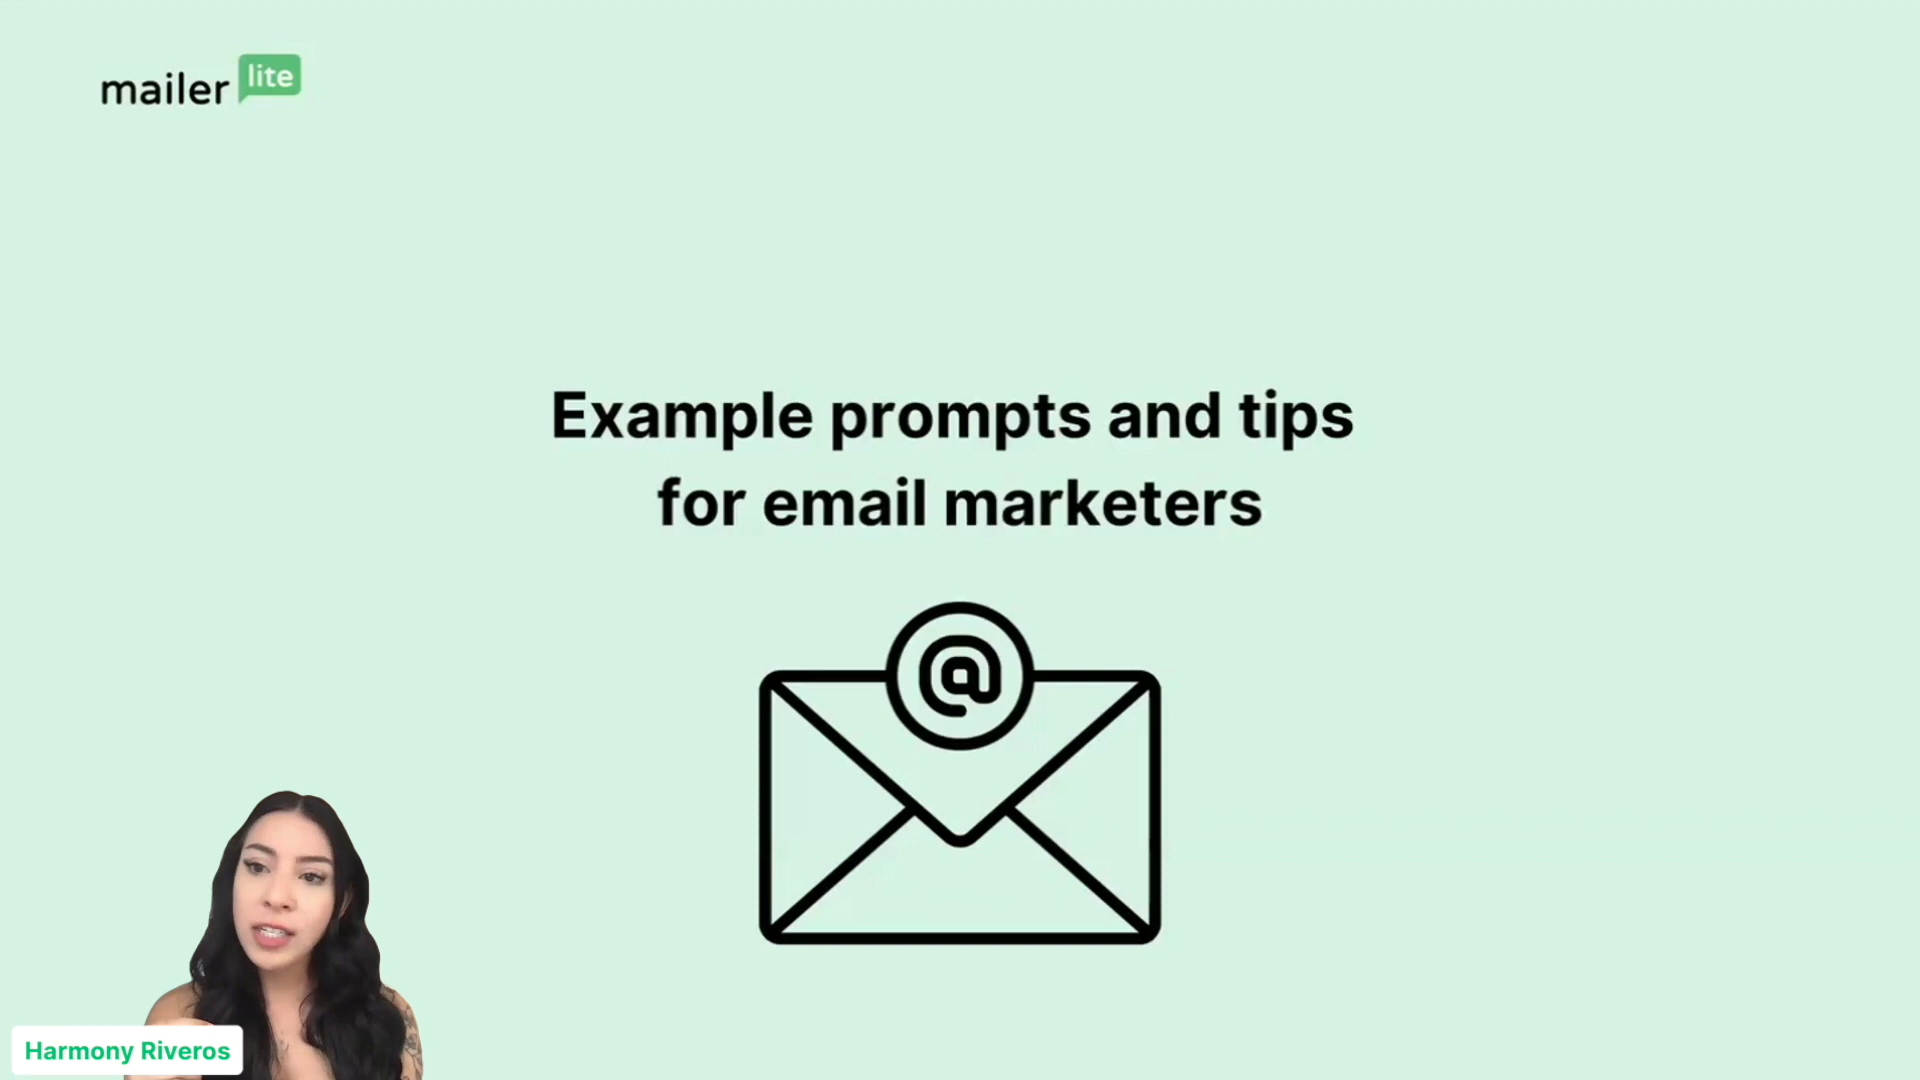 mailer lite
Example prompts and tips
for email marketers
@
Harmony Riveros